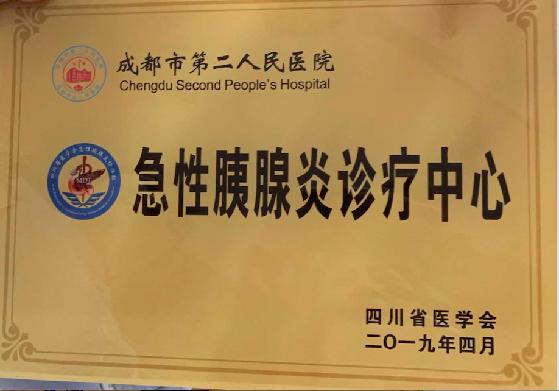 成都市第二人民医院
Chengdu Second People's Hospital
急性胰腺炎诊疗中心
四川省医学会
二〇一九年四月